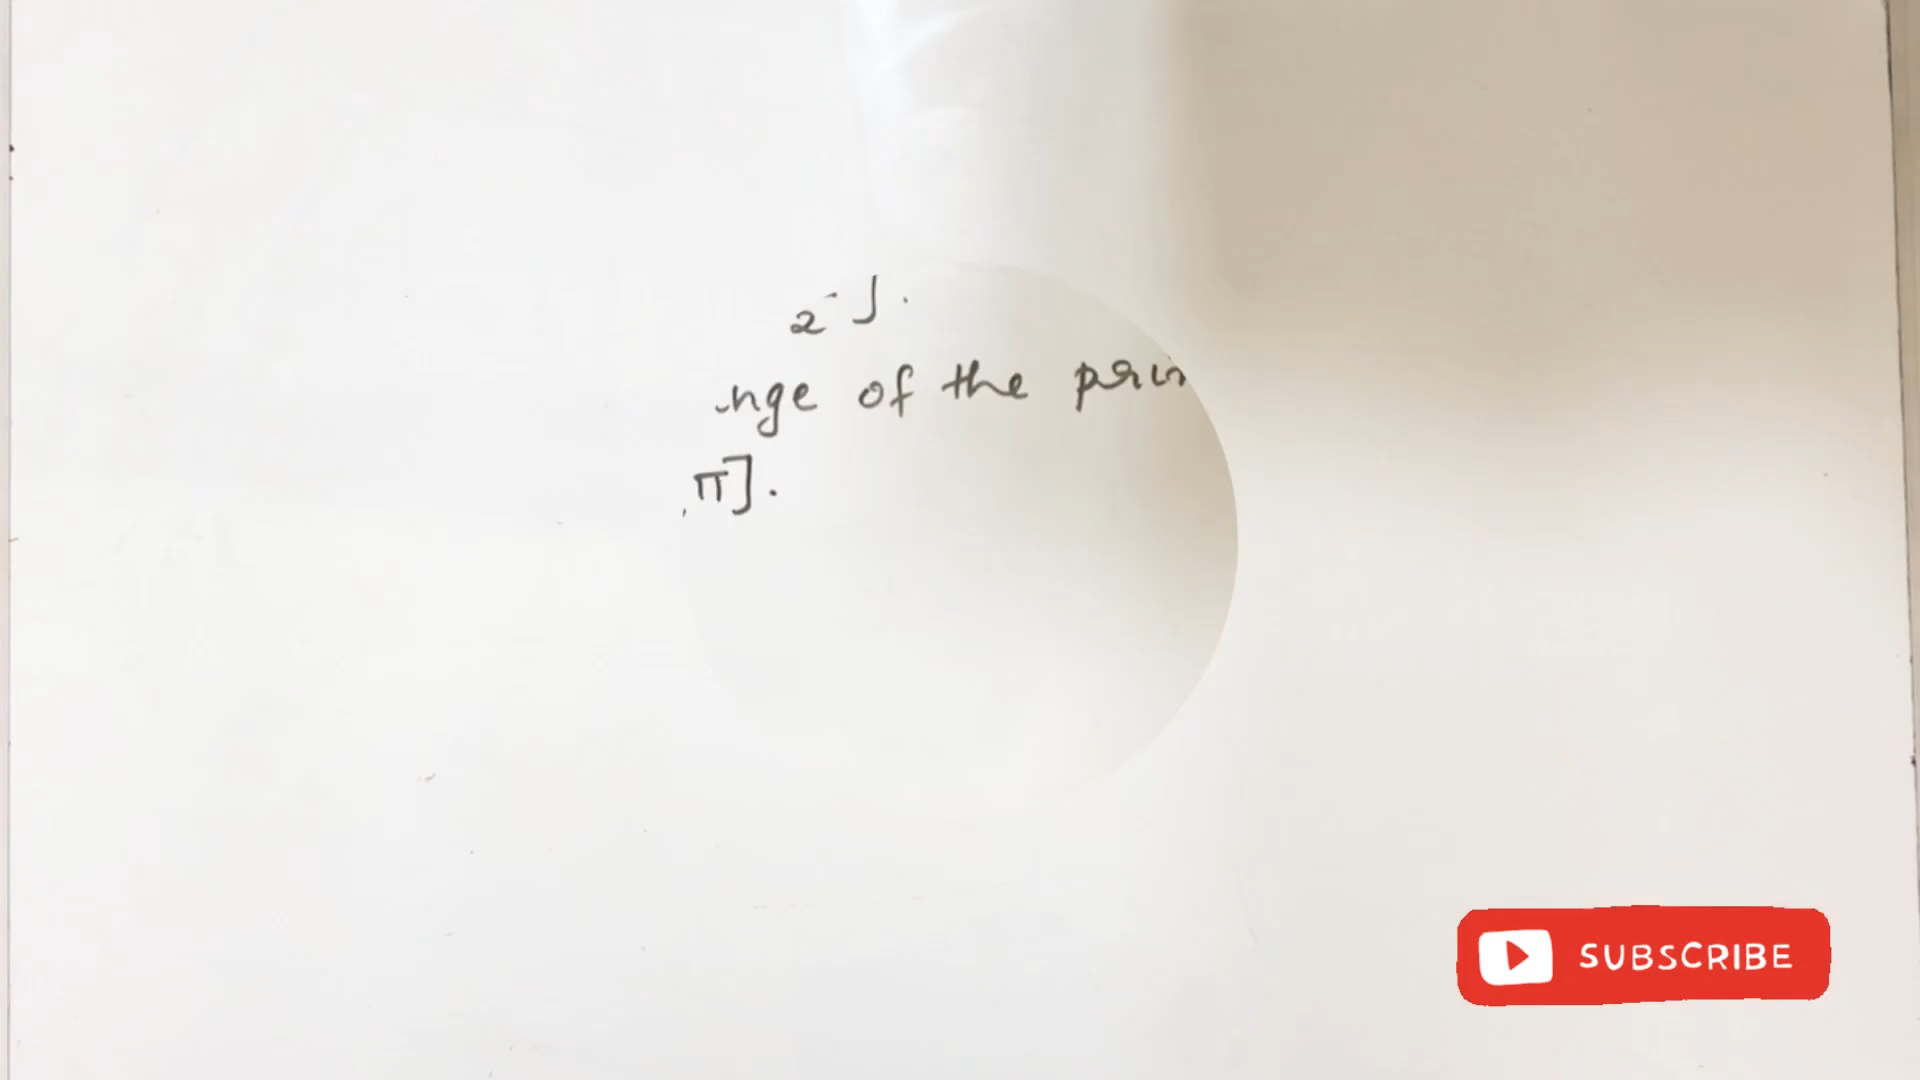 2 ].
nge of the prin
, π].
SUBSCRIBE